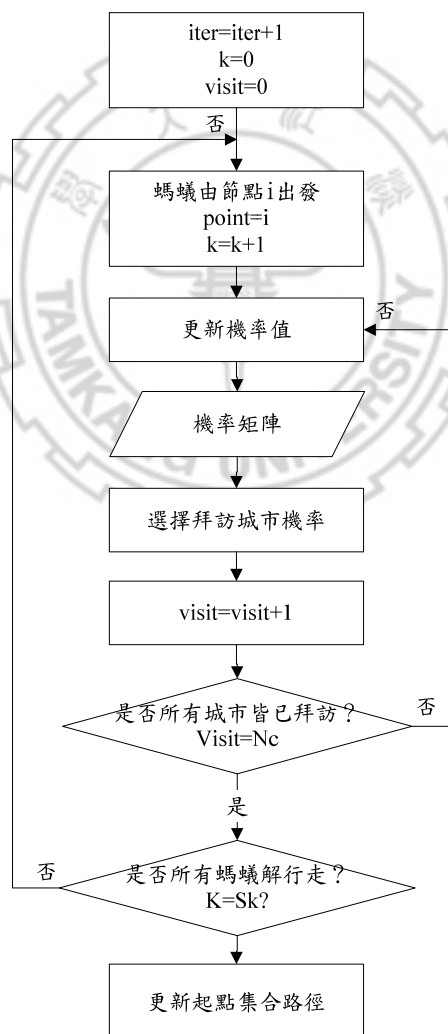 iter=iter+1
k=0
visit=0
否
螞蟻由節點i出發
point=i
k=k+1
否
更新機率值
機率矩陣
TAMKANG UNIVERSITY
選擇拜訪城市機率
visit=visit+1
是否所有城市皆已拜訪？
Visit=Nc
否
是
否
是否所有螞蟻解行走？
K=Sk?
更新起點集合路徑